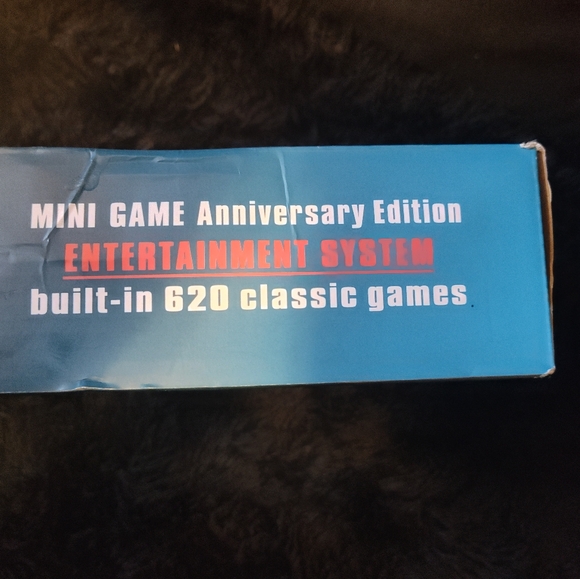 MINI GAME Anniversary Edition
ENTERTAINMENT SYSTEM
built-in 620 classic games